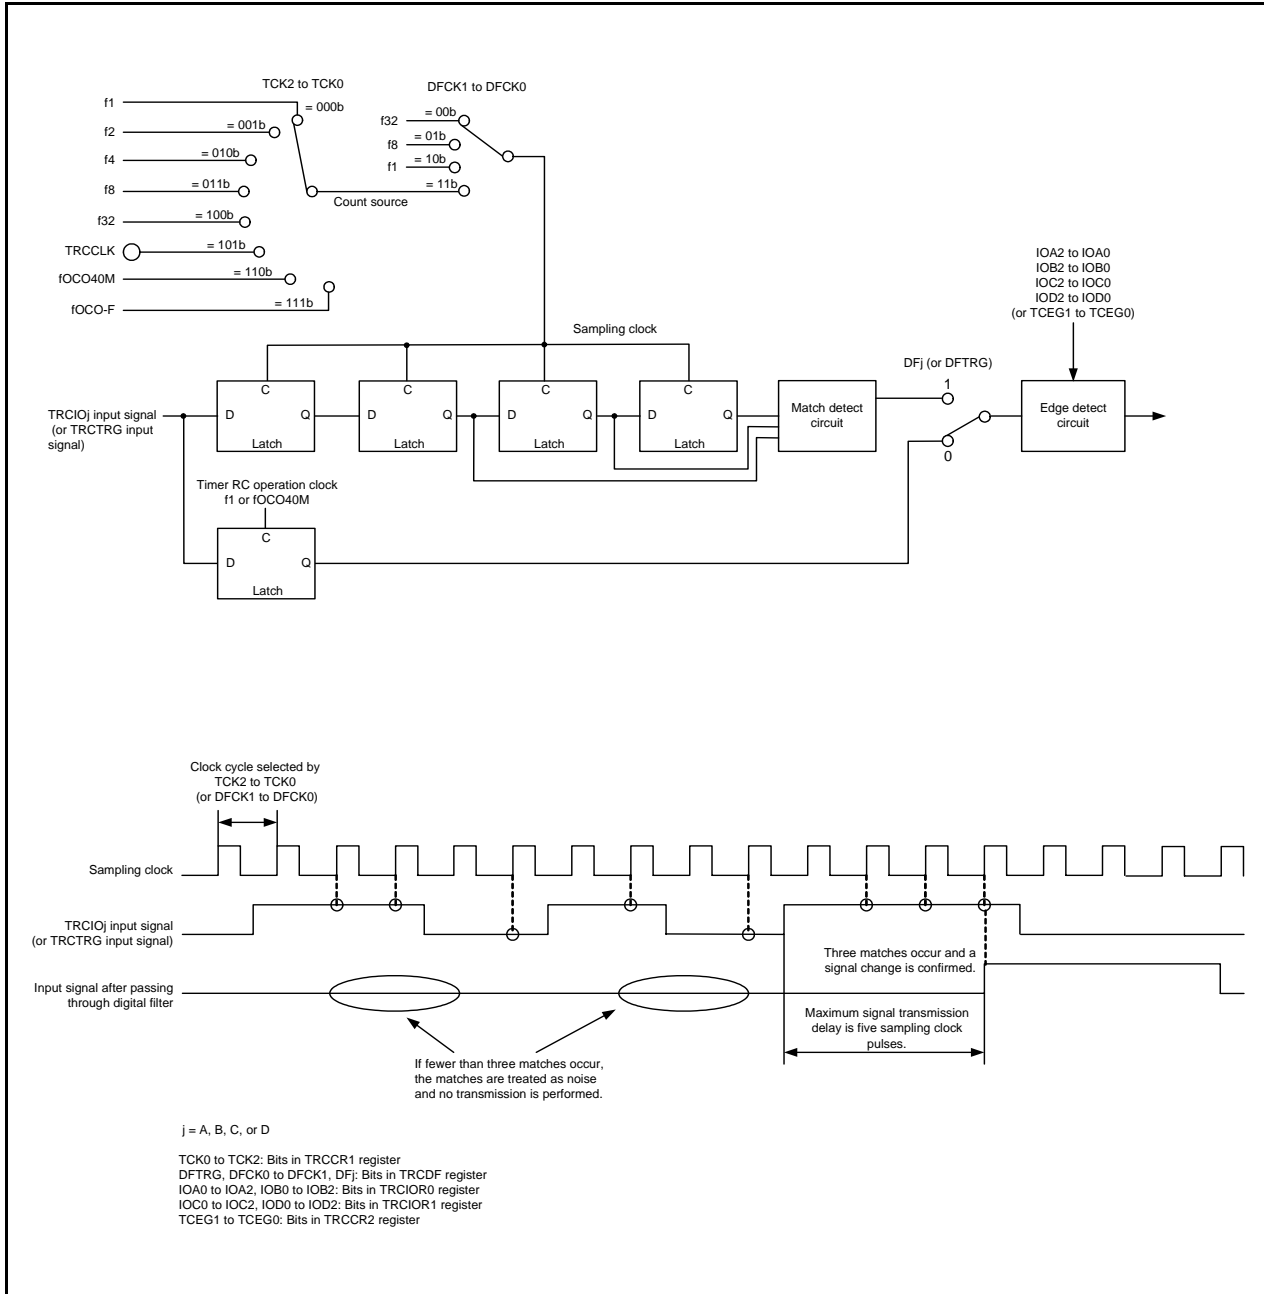 TCK2 to TCK0
DFCK1 to DFCK0
f1
= 000b
f32
= 00b
f2
= 001b
f8
= 01b
f4
= 010b
f1
= 10b
f8
= 011b
= 11b
Count source
f32
= 100b
TRCCLK
= 101b
fOCO40M
= 110b
fOCO-F
= 111b
IOA2 to IOA0
IOB2 to IOB0
IOC2 to IOC0
IOD2 to IOD0
(or TCEG1 to TCEG0)
Sampling clock
DFj (or DFTRG)
C
C
C
C
1
TRCIOj input signal
(or TRCTRG input
signal)
D
Q
D
Q
D
Q
D
Q
Latch
Latch
Latch
Latch
Match detect
circuit
Edge detect
circuit
0
Timer RC operation clock
f1 or fOCO40M
C
D
Q
Latch
Clock cycle selected by
TCK2 to TCK0
(or DFCK1 to DFCK0)
Sampling clock
TRCIOj input signal
(or TRCTRG input signal)
Three matches occur and a
signal change is confirmed.
Input signal after passing
through digital filter
Maximum signal transmission
delay is five sampling clock
pulses.
If fewer than three matches occur,
the matches are treated as noise
and no transmission is performed.
j = A, B, C, or D
TCK0 to TCK2: Bits in TRCCR1 register
DFTRG, DFCK0 to DFCK1, DFj: Bits in TRCDF register
IOA0 to IOA2, IOB0 to IOB2: Bits in TRCIOR0 register
IOC0 to IOC2, IOD0 to IOD2: Bits in TRCIOR1 register
TCEG1 to TCEG0: Bits in TRCCR2 register